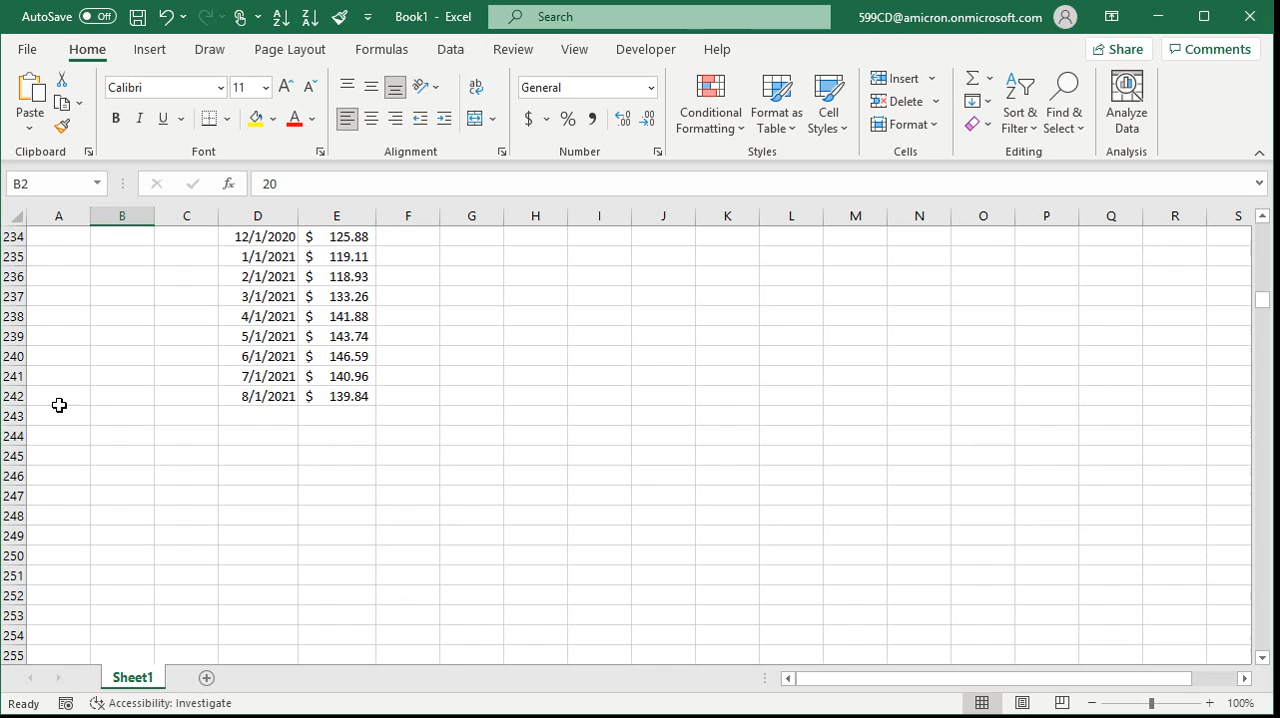 AutoSave Off Book1 - Excel Search 599CD@amicron.onmicrosoft.com
File Home Insert Draw Page Layout Formulas Data Review View Developer Help Share Comments
Paste Calibri 11 General Conditional Formatting Format as Table Cell Styles Insert Delete Format Sort & Filter Find & Select Analyze Data
B I U $ % 9
Clipboard Font Alignment Number Styles Cells Editing Analysis
B2 fx 20
A B C D E F G H I J K L M N O P Q R S
234 12/1/2020 $ 125.88
235 1/1/2021 $ 119.11
236 2/1/2021 $ 118.93
237 3/1/2021 $ 133.26
238 4/1/2021 $ 141.88
239 5/1/2021 $ 143.74
240 6/1/2021 $ 146.59
241 7/1/2021 $ 140.96
242 8/1/2021 $ 139.84
243
244
245
246
247
248
249
250
251
252
253
254
255
Sheet1
Ready Accessibility: Investigate 100%